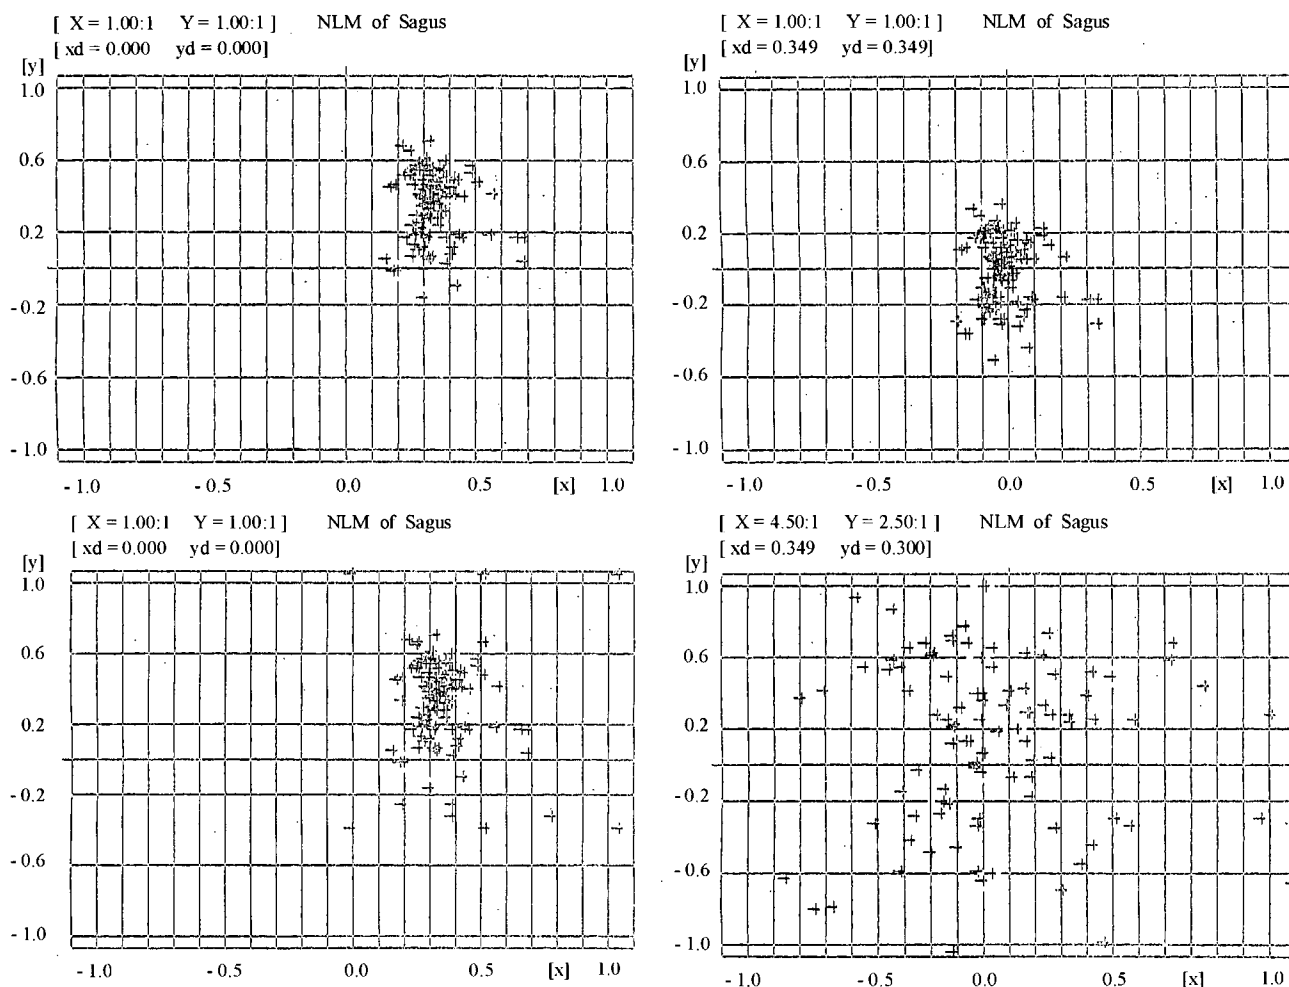 [ X = 1.00:1 Y = 1.00:1 ] NLM of Sagus
[ xd = 0.000 yd = 0.000]
[y]
1.0
0.6
0.2
- 0.2
- 0.6
- 1.0
- 1.0 - 0.5 0.0 0.5 [x] 1.0
[ X = 1.00:1 Y = 1.00:1 ] NLM of Sagus
[ xd = 0.349 yd = 0.349]
[y]
1.0
0.6
0.2
- 0.2
- 0.6
- 1.0
- 1.0 - 0.5 0.0 0.5 [x] 1.0
[ X = 1.00:1 Y = 1.00:1 ] NLM of Sagus
[ xd = 0.000 yd = 0.000]
[y]
1.0
0.6
0.2
- 0.2
- 0.6
- 1.0
- 1.0 - 0.5 0.0 0.5 [x] 1.0
[ X = 4.50:1 Y = 2.50:1 ] NLM of Sagus
[ xd = 0.349 yd = 0.300]
[y]
1.0
0.6
0.2
- 0.2
- 0.6
- 1.0
- 1.0 - 0.5 0.0 0.5 [x] 1.0